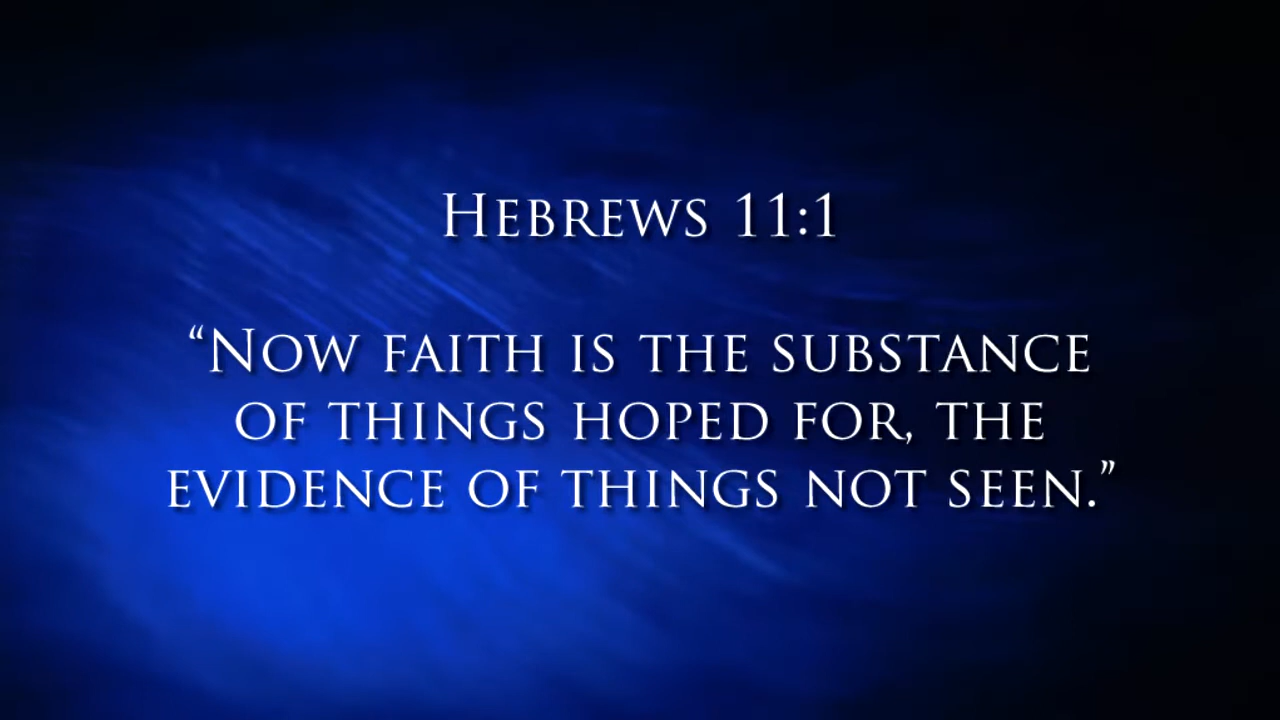 Hebrews 11:1
“Now faith is the substance
of things hoped for, the
evidence of things not seen.”